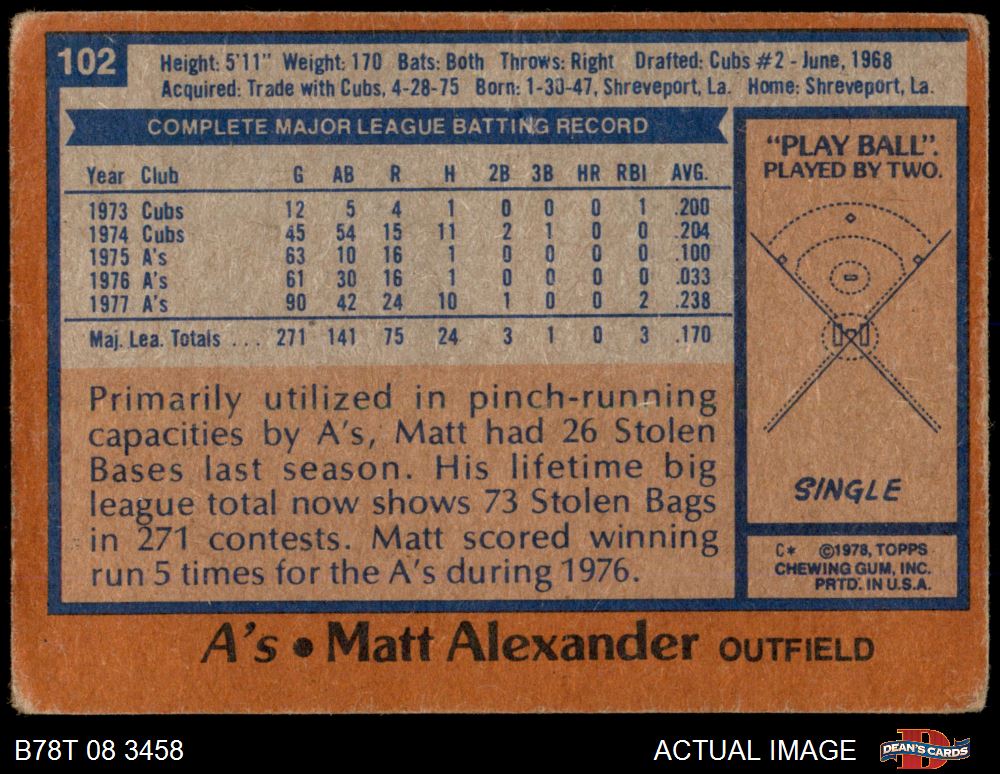 102
Height: 5'11" Weight: 170 Bats: Both Throws: Right Drafted: Cubs #2 - June, 1968
Acquired: Trade with Cubs, 4-28-75 Born: 1-30-47, Shreveport, La. Home: Shreveport, La.
COMPLETE MAJOR LEAGUE BATTING RECORD
Year Club G AB R H 2B 3B HR RBI AVG.
1973 Cubs 12 5 4 1 0 0 0 1 .200
1974 Cubs 45 54 15 11 2 1 0 0 .204
1975 A's 63 10 16 1 0 0 0 0 .100
1976 A's 61 30 16 1 0 0 0 0 .033
1977 A's 90 42 24 10 1 0 0 2 .238
Maj. Lea. Totals ... 271 141 75 24 3 1 0 3 .170
Primarily utilized in pinch-running
capacities by A's, Matt had 26 Stolen
Bases last season. His lifetime big
league total now shows 73 Stolen Bags
in 271 contests. Matt scored winning
run 5 times for the A's during 1976.
"PLAY BALL".
PLAYED BY TWO.
SINGLE
C* ©1978, TOPPS
CHEWING GUM, INC.
PRTD. IN U.S.A.
A's • Matt Alexander OUTFIELD
B78T 08 3458 ACTUAL IMAGE
DEAN'S CARDS